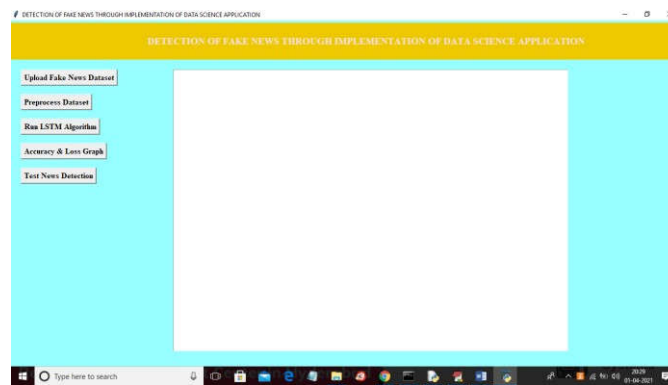 DETECTION OF FAKE NEWS THROUGH IMPLEMENTATION OF DATA SCIENCE APPLICATION
DETECTION OF FAKE NEWS THROUGH IMPLEMENTATION OF DATA SCIENCE APPLICATION
Upload Fake News Dataset
Preprocess Dataset
Run LSTM Algorithm
Accuracy & Loss Graph
Test News Detection
Type here to search
20:29
01-04-2021